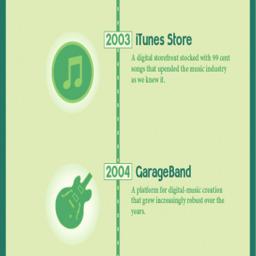 2003 iTunes Store
A digital storefront stocked with 99 cent
songs that upended the music industry
as we knew it.
2004 GarageBand
A platform for digital-music creation
that grew increasingly robust over the
years.